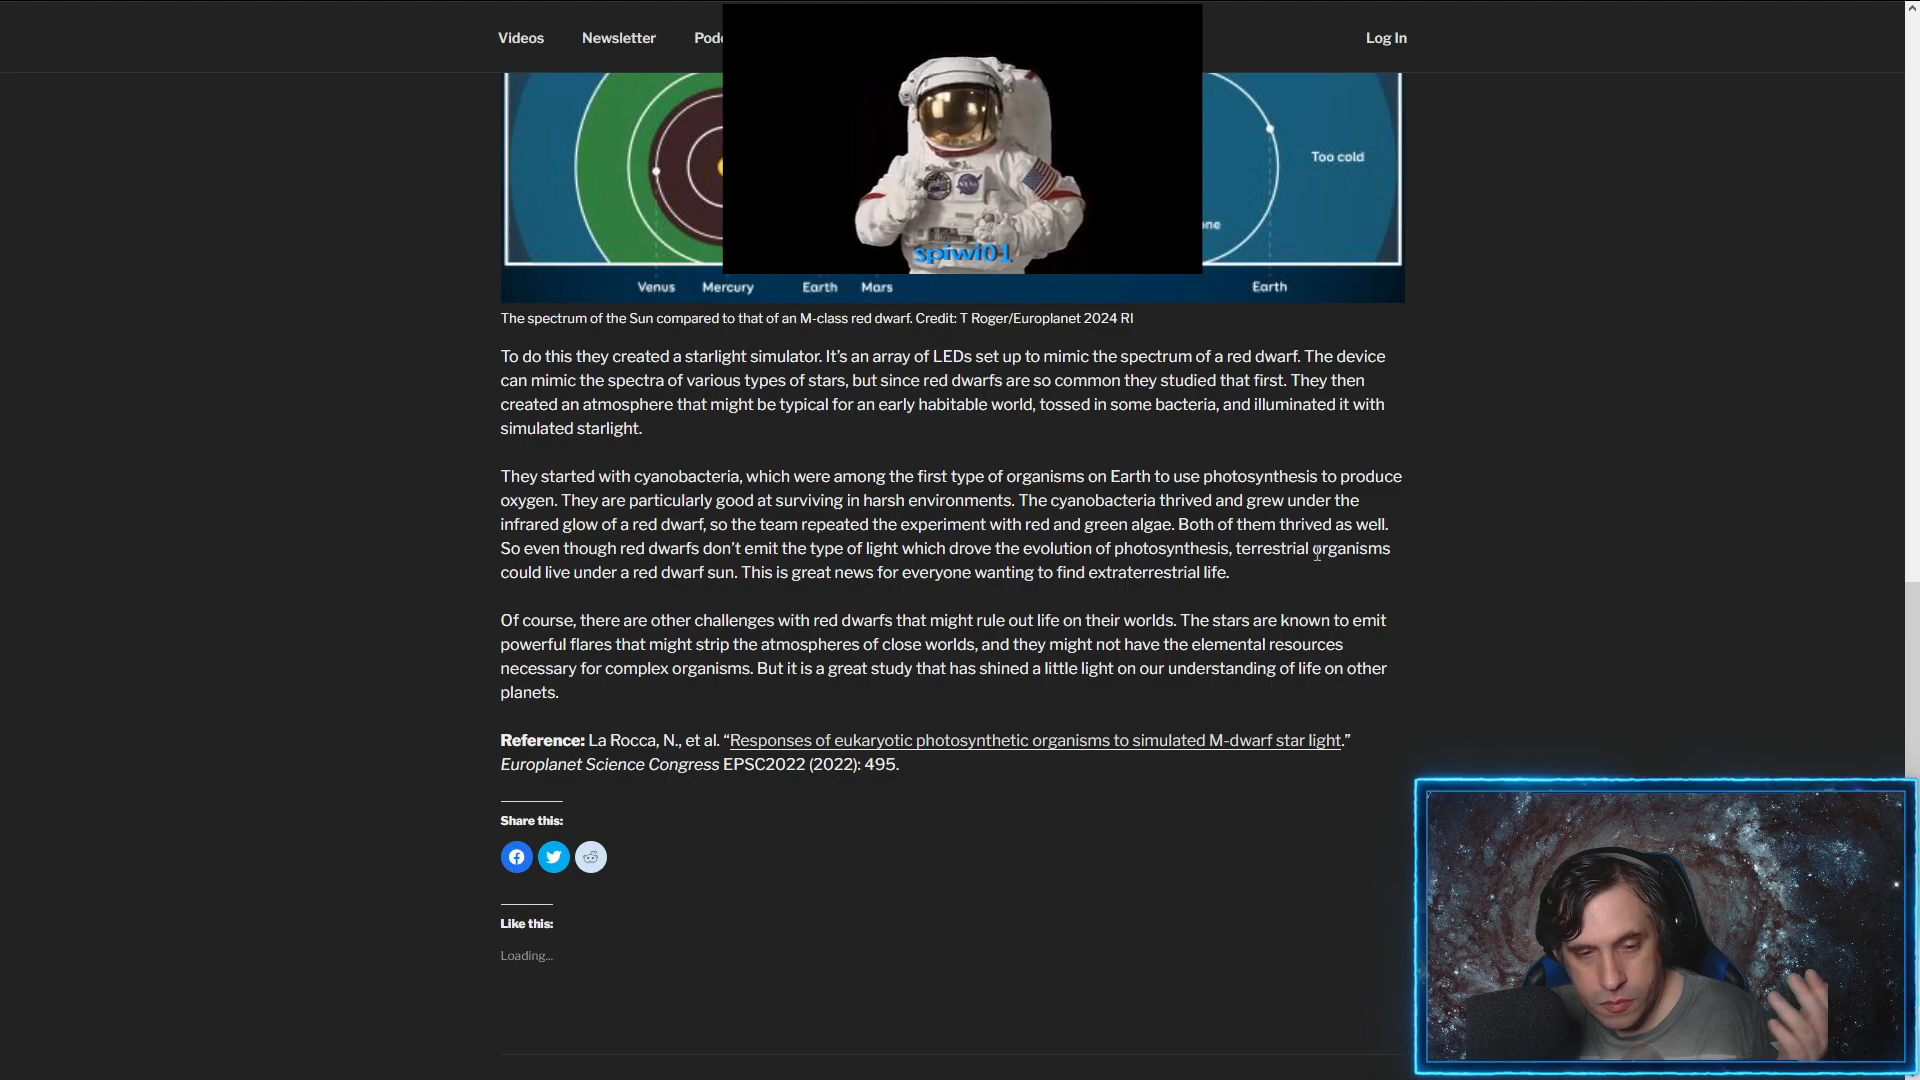 Videos
Newsletter
Log In
Too cold
spiwi01
Venus
Mercury
Earth
Mars
Earth
The spectrum of the Sun compared to that of an M-class red dwarf. Credit: T Roger/Europlanet 2024 RI
To do this they created a starlight simulator. It’s an array of LEDs set up to mimic the spectrum of a red dwarf. The device
can mimic the spectra of various types of stars, but since red dwarfs are so common they studied that first. They then
created an atmosphere that might be typical for an early habitable world, tossed in some bacteria, and illuminated it with
simulated starlight.
They started with cyanobacteria, which were among the first type of organisms on Earth to use photosynthesis to produce
oxygen. They are particularly good at surviving in harsh environments. The cyanobacteria thrived and grew under the
infrared glow of a red dwarf, so the team repeated the experiment with red and green algae. Both of them thrived as well.
So even though red dwarfs don’t emit the type of light which drove the evolution of photosynthesis, terrestrial organisms
could live under a red dwarf sun. This is great news for everyone wanting to find extraterrestrial life.
Of course, there are other challenges with red dwarfs that might rule out life on their worlds. The stars are known to emit
powerful flares that might strip the atmospheres of close worlds, and they might not have the elemental resources
necessary for complex organisms. But it is a great study that has shined a little light on our understanding of life on other
planets.
Reference: La Rocca, N., et al. “Responses of eukaryotic photosynthetic organisms to simulated M-dwarf star light.”
Europlanet Science Congress EPSC2022 (2022): 495.
Share this:
Like this:
Loading...